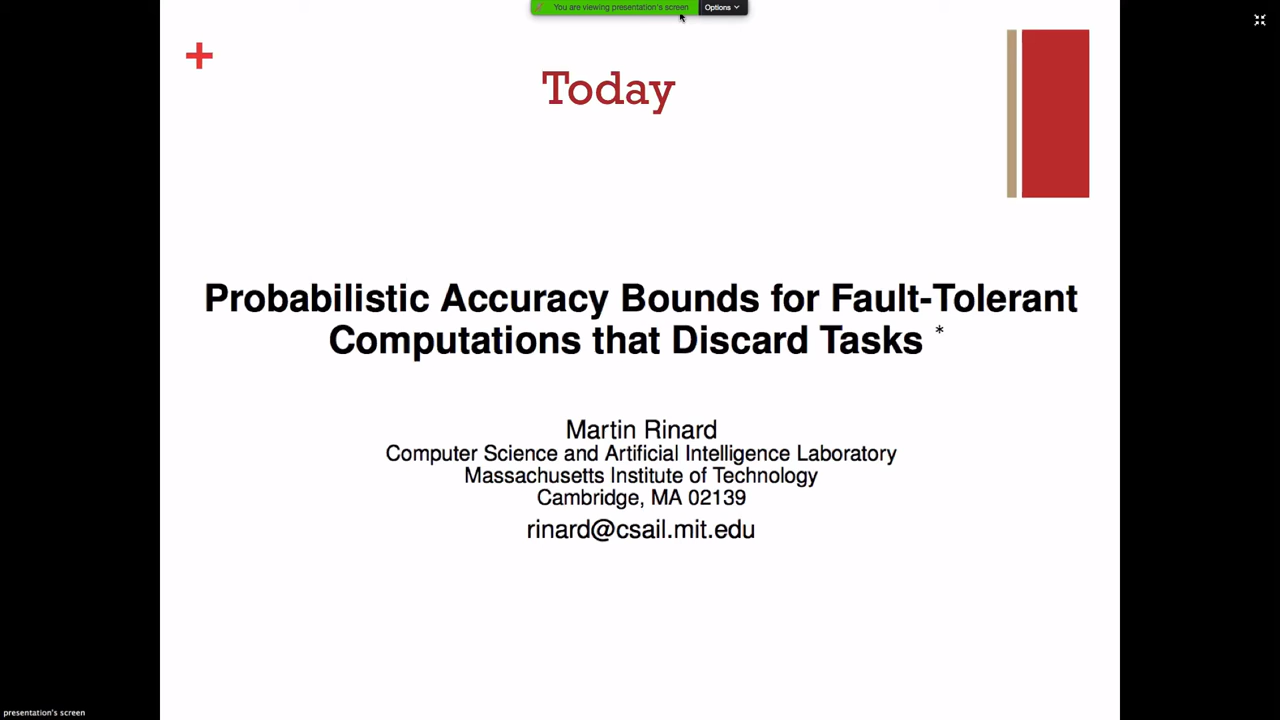 You are viewing presentation's screen
Options
+
Today
Probabilistic Accuracy Bounds for Fault-Tolerant
Computations that Discard Tasks *
Martin Rinard
Computer Science and Artificial Intelligence Laboratory
Massachusetts Institute of Technology
Cambridge, MA 02139
rinard@csail.mit.edu
presentation's screen